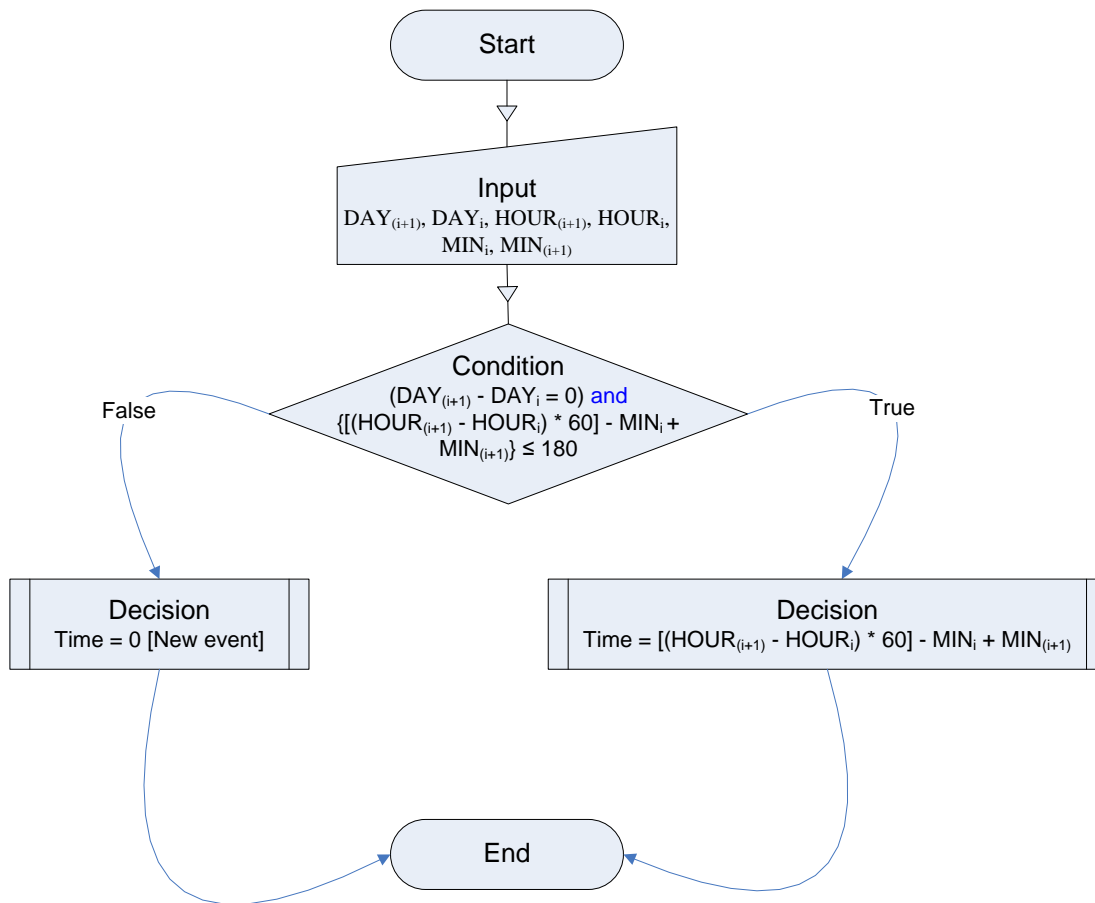 Start
Input
DAY₍ᵢ₊₁₎, DAYᵢ, HOUR₍ᵢ₊₁₎, HOURᵢ,
MINᵢ, MIN₍ᵢ₊₁₎
Condition
(DAY₍ᵢ₊₁₎ - DAYᵢ = 0) and
{[(HOUR₍ᵢ₊₁₎ - HOURᵢ) * 60] - MINᵢ +
MIN₍ᵢ₊₁₎} ≤ 180
False
True
Decision
Time = 0 [New event]
Decision
Time = [(HOUR₍ᵢ₊₁₎ - HOURᵢ) * 60] - MINᵢ + MIN₍ᵢ₊₁₎
End